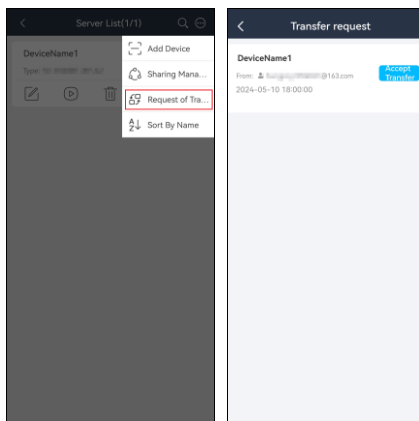 Server List(1/1)
DeviceName1
Type:
Add Device
Sharing Mana...
Request of Tra...
Sort By Name
Transfer request
DeviceName1
From: @163.com
Accept
Transfer
2024-05-10 18:00:00